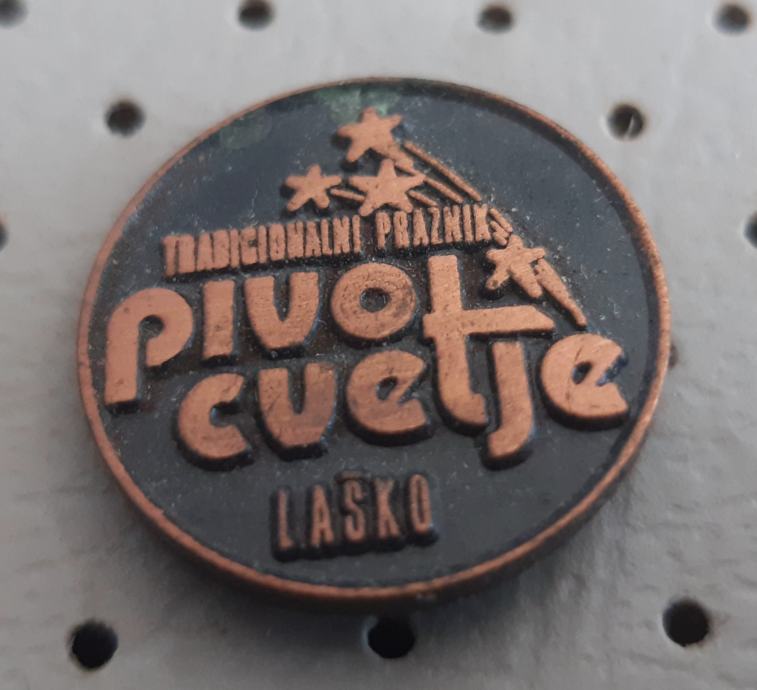 TRADICIONALNI PRAZNIK
pivo
cvetje
LAŠKO